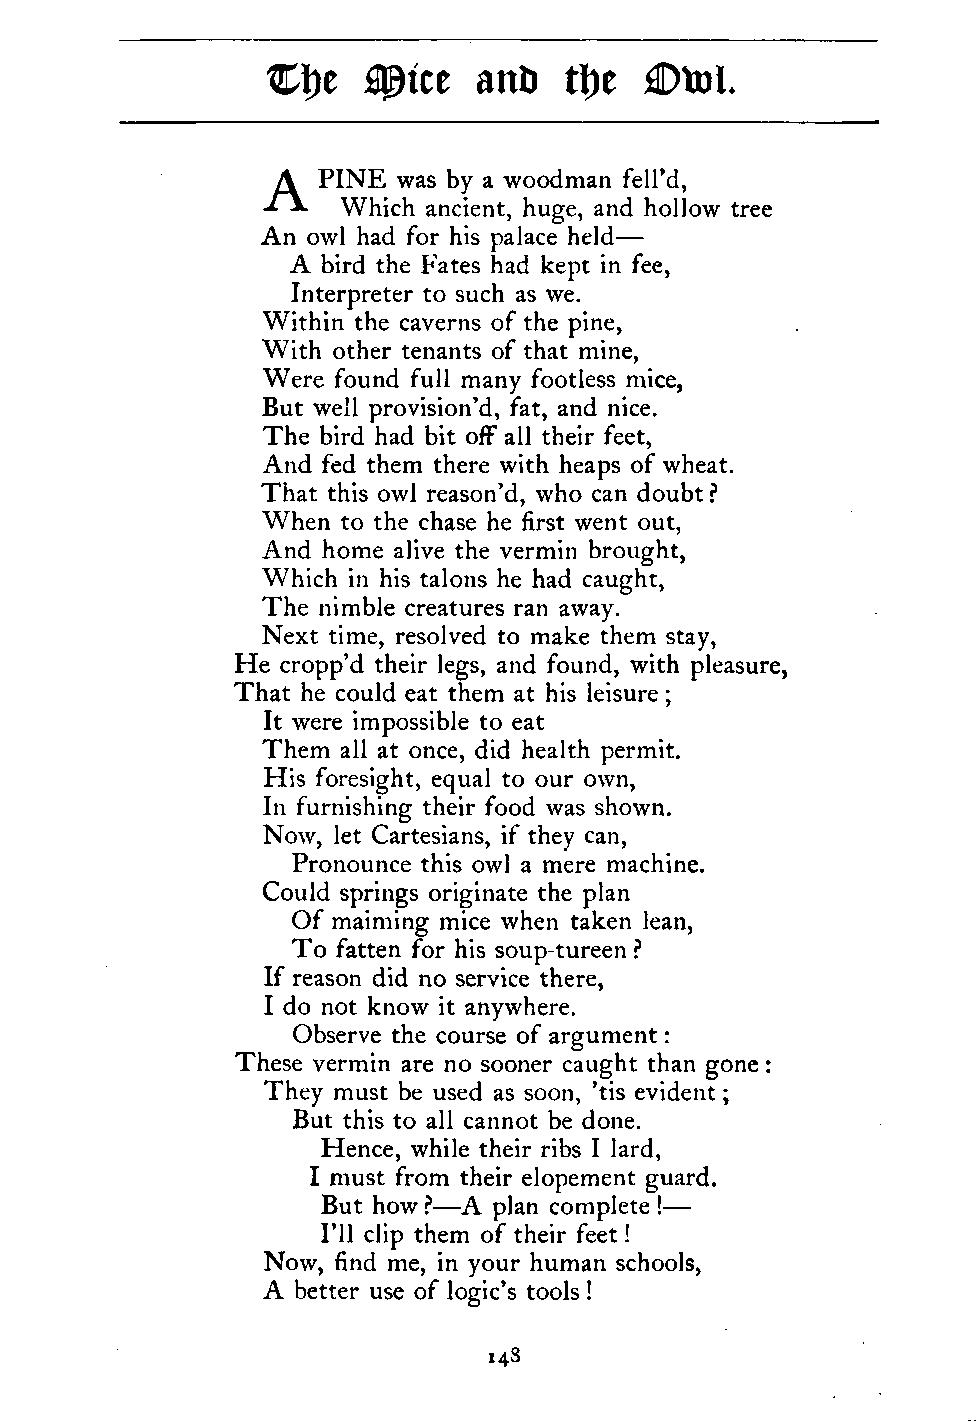 The Mice and the Owl.
A PINE was by a woodman fell'd,
Which ancient, huge, and hollow tree
An owl had for his palace held—
A bird the Fates had kept in fee,
Interpreter to such as we.
Within the caverns of the pine,
With other tenants of that mine,
Were found full many footless mice,
But well provision'd, fat, and nice.
The bird had bit off all their feet,
And fed them there with heaps of wheat.
That this owl reason'd, who can doubt?
When to the chase he first went out,
And home alive the vermin brought,
Which in his talons he had caught,
The nimble creatures ran away.
Next time, resolved to make them stay,
He cropp'd their legs, and found, with pleasure,
That he could eat them at his leisure;
It were impossible to eat
Them all at once, did health permit.
His foresight, equal to our own,
In furnishing their food was shown.
Now, let Cartesians, if they can,
Pronounce this owl a mere machine.
Could springs originate the plan
Of maiming mice when taken lean,
To fatten for his soup-tureen?
If reason did no service there,
I do not know it anywhere.
Observe the course of argument:
These vermin are no sooner caught than gone:
They must be used as soon, 'tis evident;
But this to all cannot be done.
Hence, while their ribs I lard,
I must from their elopement guard.
But how?—A plan complete!—
I'll clip them of their feet!
Now, find me, in your human schools,
A better use of logic's tools!
148